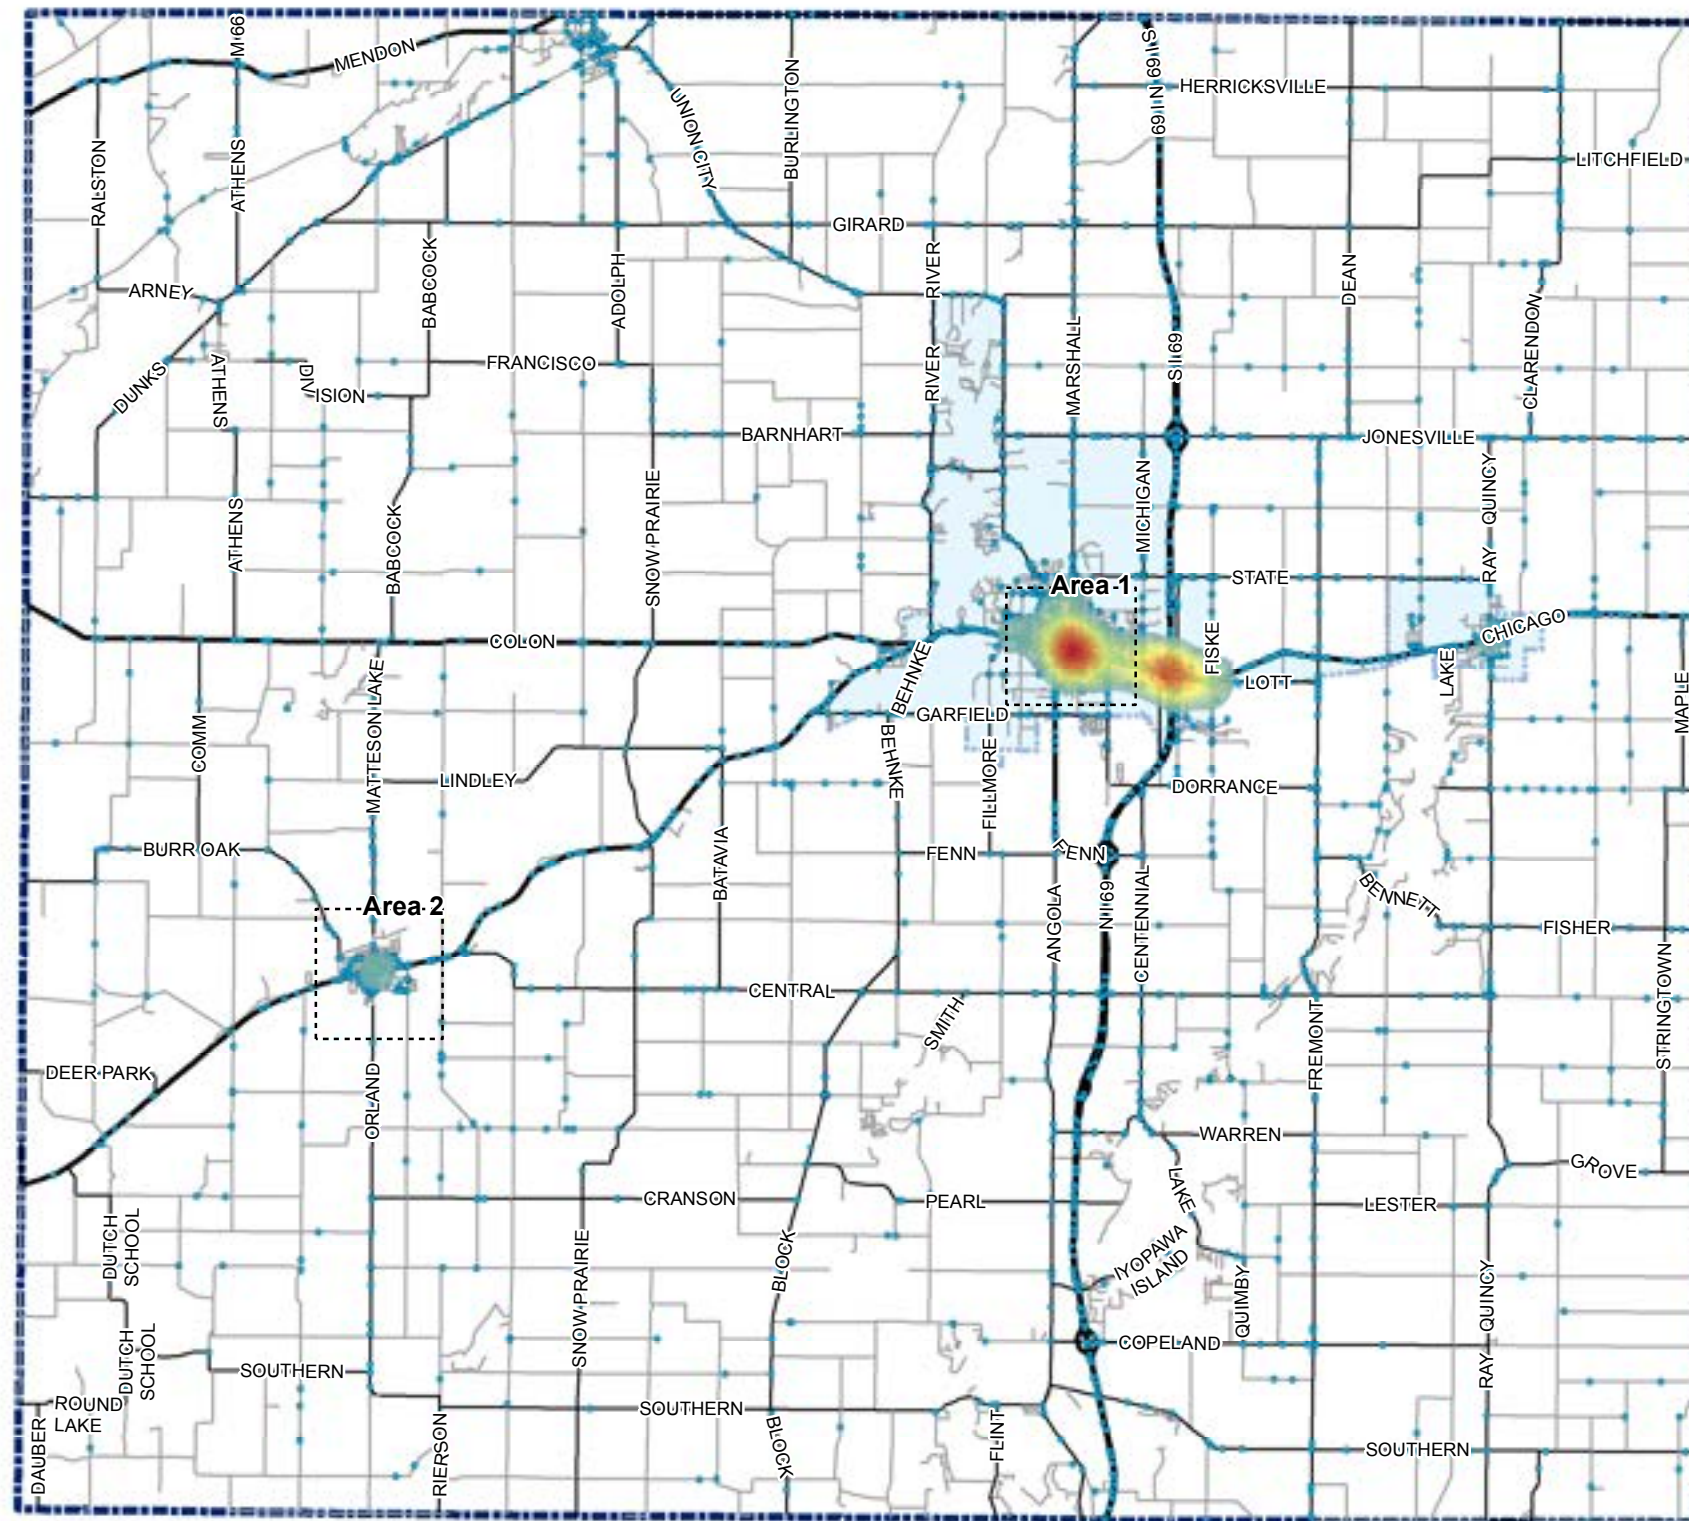 M 66
MENDON
UNION CITY
BURLINGTON
69 I N 69 I S
HERRICKSVILLE
LITCHFIELD
RALSTON
ATHENS
GIRARD
ARNEY
BABCOCK
ADOLPH
RIVER
DEAN
CLARENDON
DUNKS
ATHENS
DIVISION
FRANCISCO
RIVER
MARSHALL
S I 69
BARNHART
JONESVILLE
ATHENS
BABCOCK
SNOW PRAIRIE
MICHIGAN
RAY QUINCY
Area 1
STATE
COLON
BEHNKE
FISKE
CHICAGO
LOTT
LAKE
MAPLE
COMM
MATTESON LAKE
GARFIELD
BEHNKE
FILLMORE
LINDLEY
DORRANCE
BURR OAK
BATAVIA
FENN
FENN
BENNETT
Area 2
ANGOLA
N I 69
CENTENNIAL
FISHER
CENTRAL
SMITH
FREMONT
STRINGTOWN
DEER PARK
ORLAND
WARREN
GROVE
CRANSON
PEARL
LAKE
LESTER
DUTCH
SCHOOL
SNOW PRAIRIE
BLOCK
IYOPAWA
ISLAND
QUIMBY
RAY QUINCY
COPELAND
DUTCH
SCHOOL
SOUTHERN
ROUND
LAKE
SOUTHERN
DAUBER
RIERSON
BLOCK
FLINT
SOUTHERN